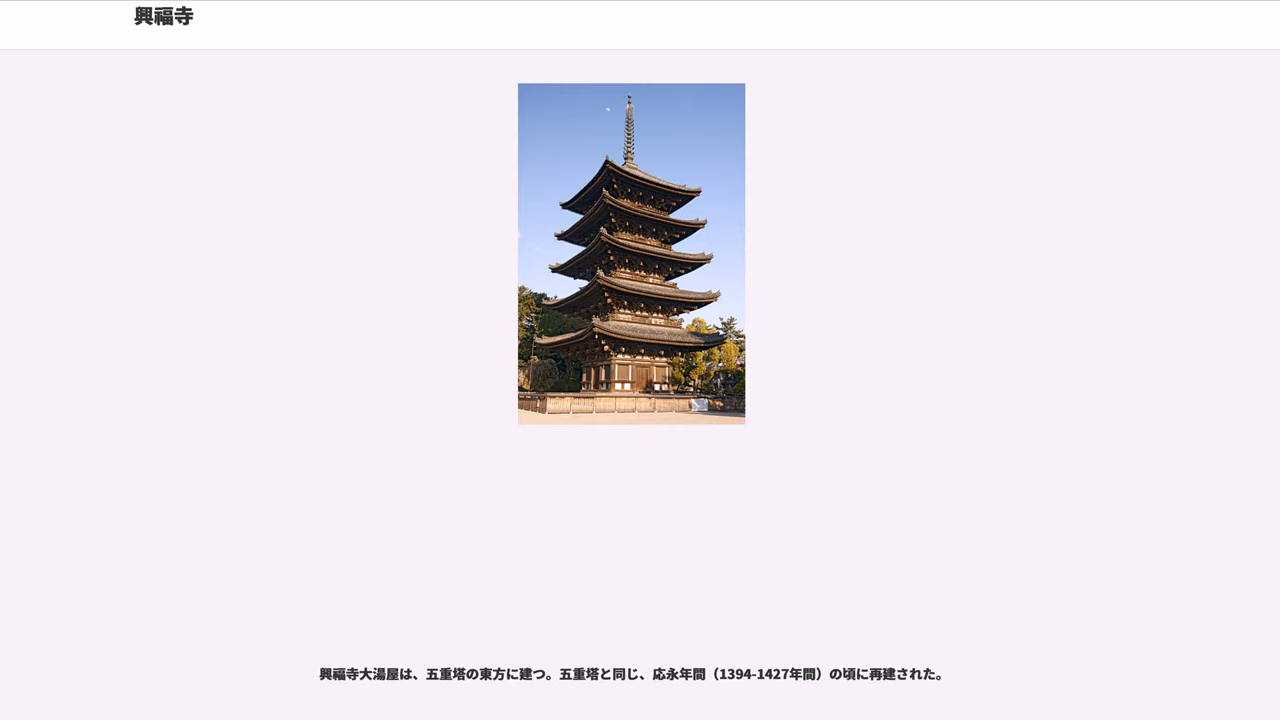 興福寺
興福寺大湯屋は、五重塔の東方に建つ。五重塔と同じ、応永年間（1394-1427年間）の頃に再建された。